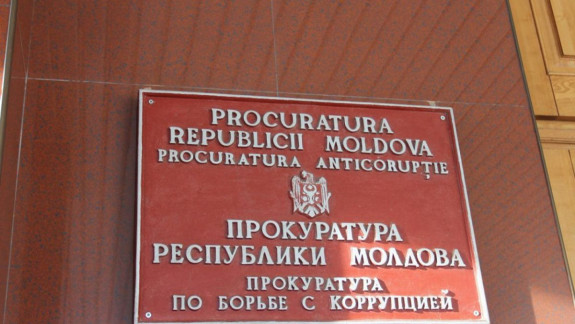 PROCURATURA
REPUBLICII MOLDOVA
PROCURATURA ANTICORUPȚIE
ПРОКУРАТУРА
РЕСПУБЛИКИ МОЛДОВА
ПРОКУРАТУРА
ПО БОРЬБЕ С КОРРУПЦИЕЙ